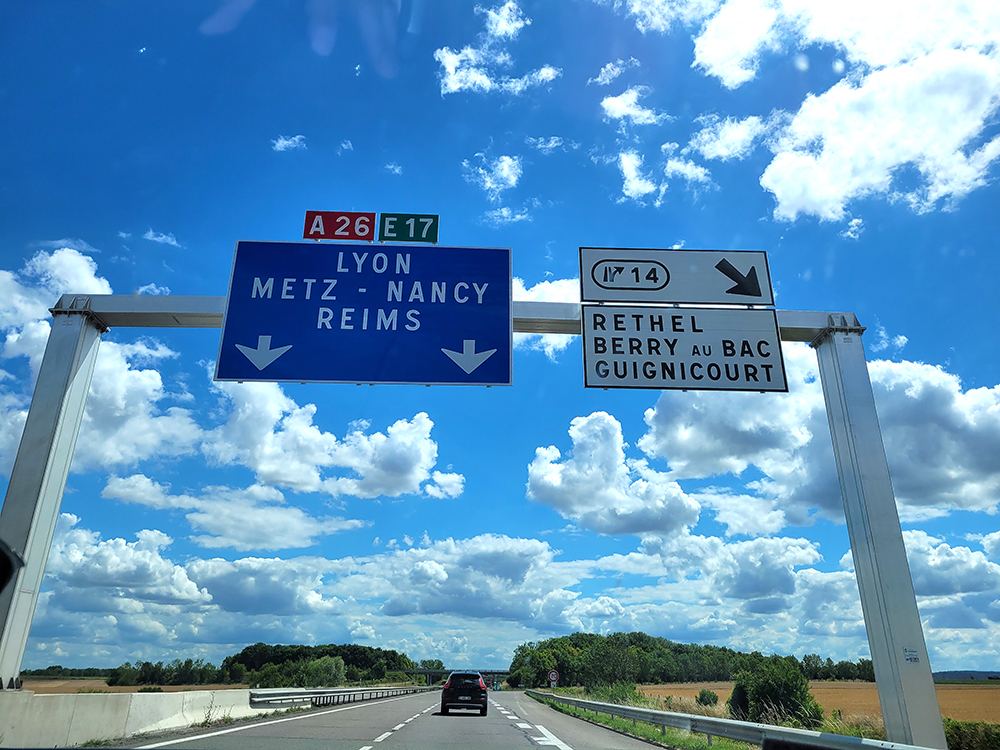 A 26 E 17
LYON
METZ - NANCY
REIMS
14
RETHEL
BERRY AU BAC
GUIGNICOURT